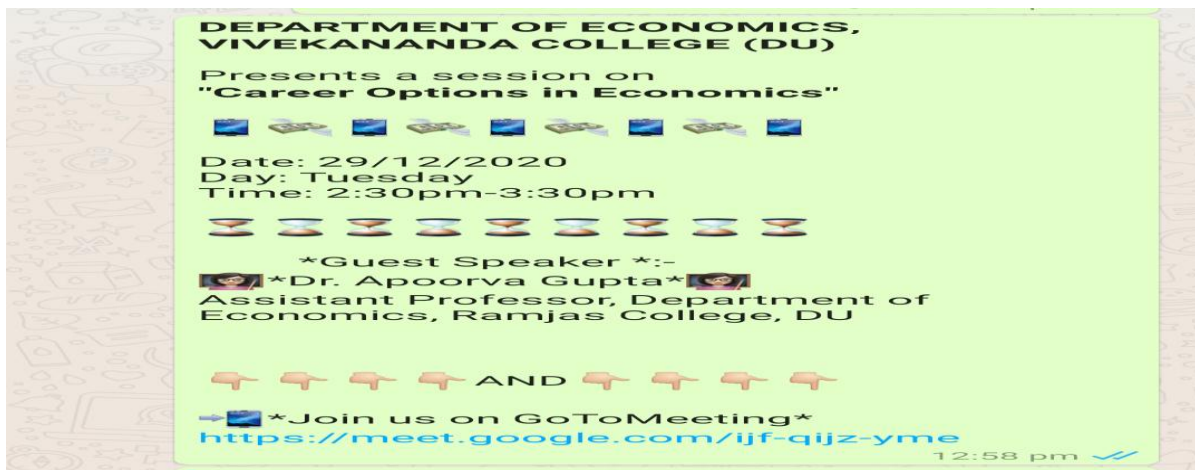 DEPARTMENT OF ECONOMICS,
VIVEKANANDA COLLEGE (DU)
Presents a session on
"Career Options in Economics"
Date: 29/12/2020
Day: Tuesday
Time: 2:30pm-3:30pm
*Guest Speaker *:-
*Dr. Apoorva Gupta*
Assistant Professor, Department of
Economics, Ramjas College, DU
AND
*Join us on GoToMeeting*
https://meet.google.com/ijf-qijz-yme
12:58 pm